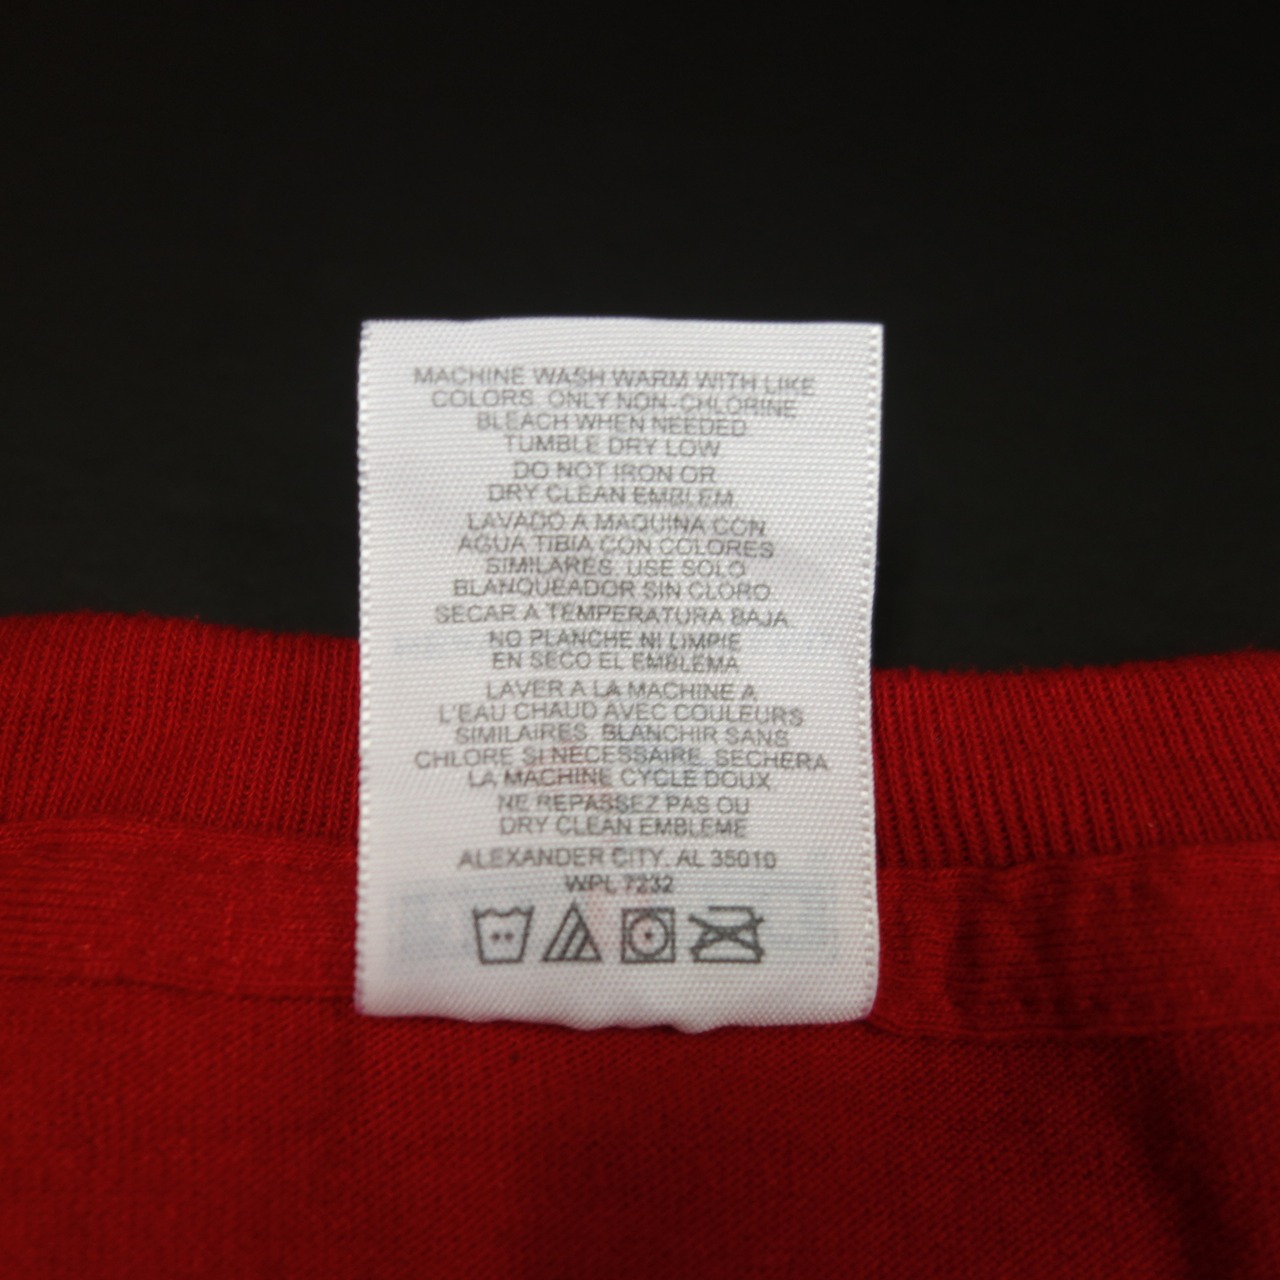 MACHINE WASH WARM WITH LIKE
COLORS. ONLY NON-CHLORINE
BLEACH WHEN NEEDED
TUMBLE DRY LOW
DO NOT IRON OR
DRY CLEAN EMBLEM
LAVADO A MAQUINA CON
AGUA TIBIA CON COLORES
SIMILARES. USE SOLO
BLANQUEADOR SIN CLORO.
SECAR A TEMPERATURA BAJA.
NO PLANCHE NI LIMPIE
EN SECO EL EMBLEMA
LAVER A LA MACHINE A
L'EAU CHAUD AVEC COULEURS
SIMILAIRES. BLANCHIR SANS
CHLORE SI NECESSAIRE. SECHERA
LA MACHINE CYCLE DOUX.
NE REPASSEZ PAS OU
DRY CLEAN EMBLEME
ALEXANDER CITY, AL 35010
WPL 7232